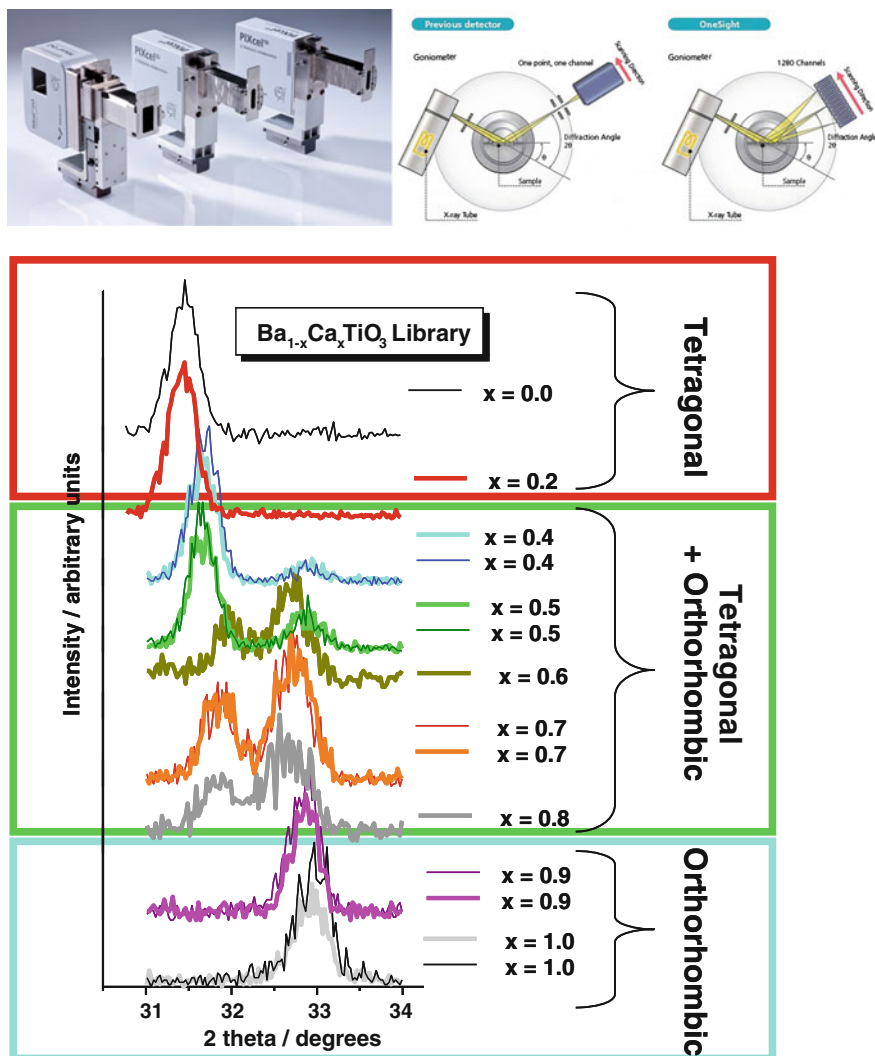 PIXcel
PIXcel
Previous detector
Goniometer
One point, one channel
Scanning Direction
Diffraction Angle
2θ
θ
Sample
X-ray Tube
OneSight
Goniometer
1280 Channels
Scanning Direction
Diffraction Angle
2θ
θ
Sample
X-ray Tube
Ba1-xCaxTiO3 Library
x = 0.0
x = 0.2
Tetragonal
x = 0.4
x = 0.4
x = 0.5
x = 0.5
x = 0.6
x = 0.7
x = 0.7
x = 0.8
Tetragonal
+ Orthorhombic
x = 0.9
x = 0.9
x = 1.0
x = 1.0
Orthorhombic
Intensity / arbitrary units
31 32 33 34
2 theta / degrees